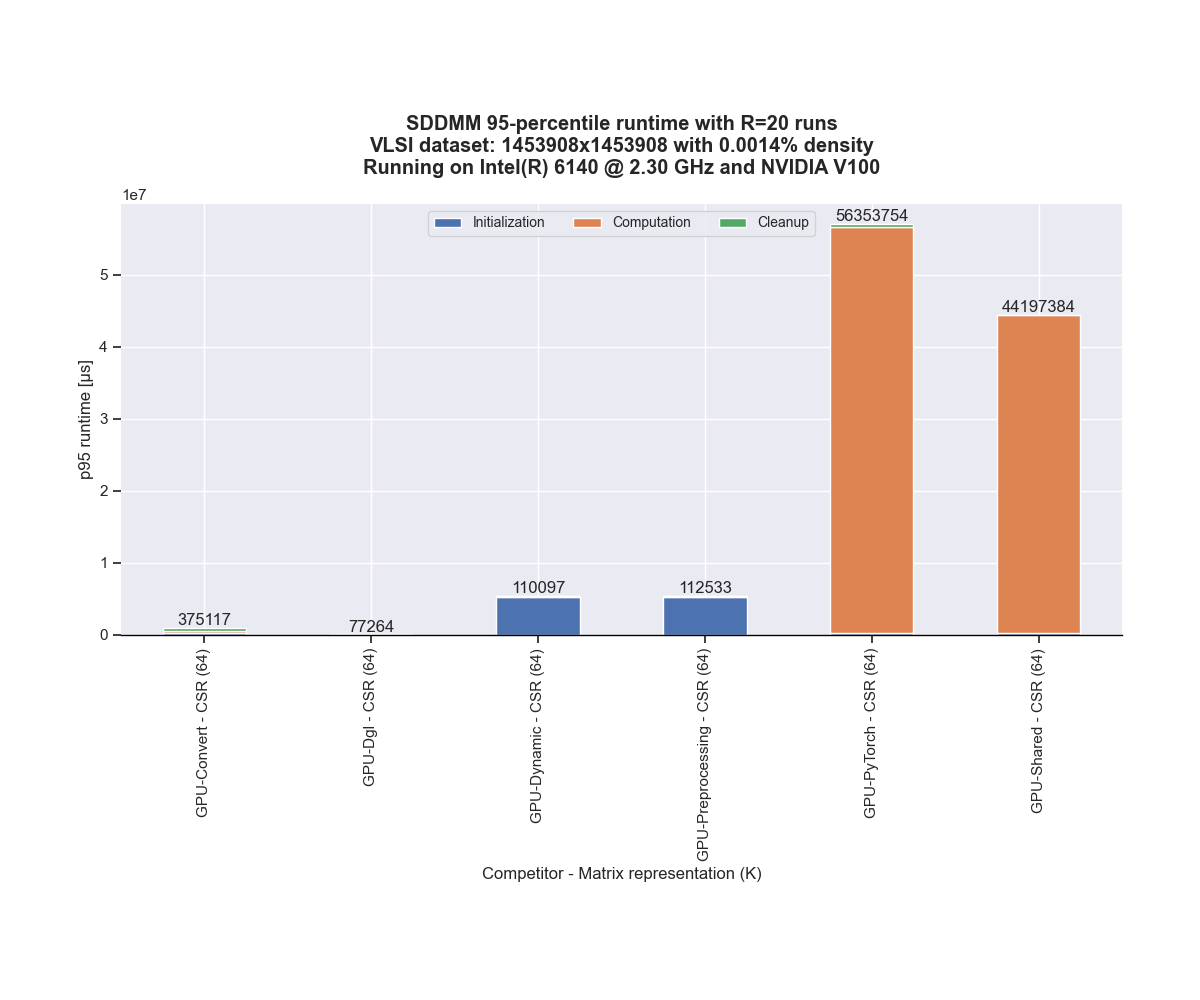 SDDMM 95-percentile runtime with R=20 runs
VLSI dataset: 1453908x1453908 with 0.0014% density
Running on Intel(R) 6140 @ 2.30 GHz and NVIDIA V100
1e7
Initialization
Computation
Cleanup
56353754
44197384
110097
112533
375117
77264
5
4
3
2
1
0
p95 runtime [µs]
GPU-Convert - CSR (64)
GPU-Dgl - CSR (64)
GPU-Dynamic - CSR (64)
GPU-Preprocessing - CSR (64)
GPU-PyTorch - CSR (64)
GPU-Shared - CSR (64)
Competitor - Matrix representation (K)